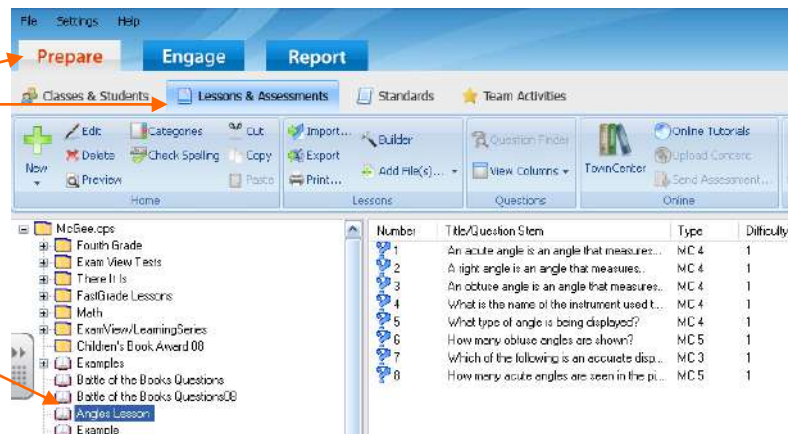 File Settings Help
Prepare Engage Report
Classes & Students Lessons & Assessments Standards Team Activities
Edit Categories Cut Import... Builder Question Finder Online Tutorials
New Delete Check Spelling Copy Export Add File(s)... View Columns TownCenter Upload Content
Preview Paste Print... Send Assessment...
Home Lessons Questions Online
McGee.cps Number Title/Question Stem Type Difficulty
Fourth Grade 1 An acute angle is an angle that measures... MC 4 1
Exam View Tests 2 A right angle is an angle that measures.. MC 4 1
There It Is 3 An obtuse angle is an angle that measures.. MC 4 1
FastGrade Lessons 4 What is the name of the instrument used t... MC 4 1
Math 5 What type of angle is being displayed? MC 4 1
ExamView/LearningSeries 6 How many obtuse angles are shown? MC 5 1
Children's Book Award 08 7 Which of the following is an accurate disp... MC 3 1
Examples 8 How many acute angles are seen in the pi... MC 5 1
Battle of the Books Questions
Battle of the Books Questions08
Angles Lesson
Example